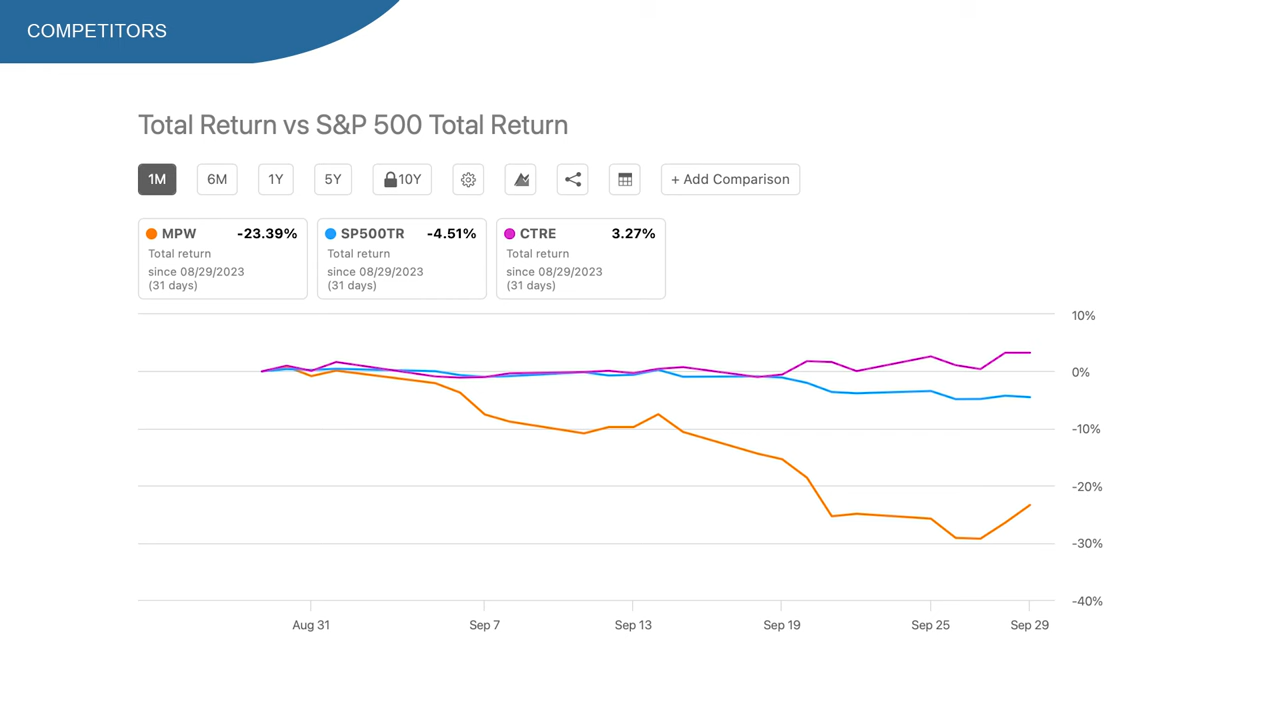 COMPETITORS
Total Return vs S&P 500 Total Return
1M 6M 1Y 5Y 10Y + Add Comparison
MPW -23.39% SP500TR -4.51% CTRE 3.27%
Total return Total return Total return
since 08/29/2023 since 08/29/2023 since 08/29/2023
(31 days) (31 days) (31 days)
10%
0%
-10%
-20%
-30%
-40%
Aug 31 Sep 7 Sep 13 Sep 19 Sep 25 Sep 29